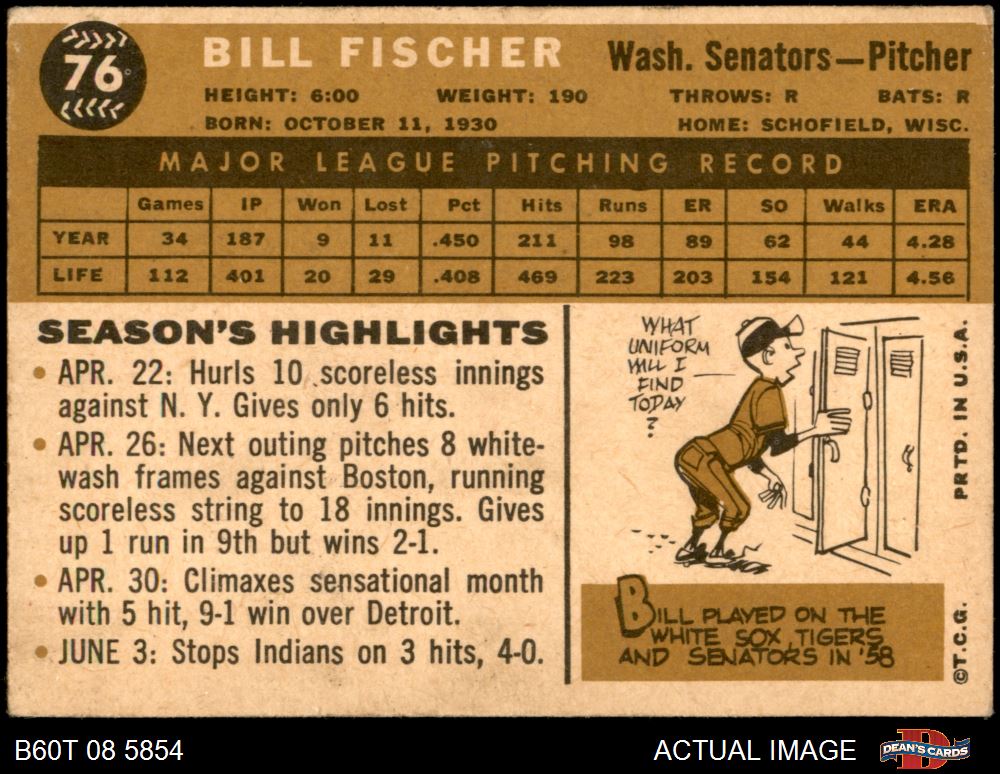 76
BILL FISCHER
Wash. Senators—Pitcher
HEIGHT: 6:00 WEIGHT: 190 THROWS: R BATS: R
BORN: OCTOBER 11, 1930 HOME: SCHOFIELD, WISC.
MAJOR LEAGUE PITCHING RECORD
Games IP Won Lost Pct Hits Runs ER SO Walks ERA
YEAR 34 187 9 11 .450 211 98 89 62 44 4.28
LIFE 112 401 20 29 .408 469 223 203 154 121 4.56
SEASON'S HIGHLIGHTS
• APR. 22: Hurls 10 scoreless innings
against N. Y. Gives only 6 hits.
• APR. 26: Next outing pitches 8 white-
wash frames against Boston, running
scoreless string to 18 innings. Gives
up 1 run in 9th but wins 2-1.
• APR. 30: Climaxes sensational month
with 5 hit, 9-1 win over Detroit.
• JUNE 3: Stops Indians on 3 hits, 4-0.
WHAT
UNIFORM
WILL I
FIND
TODAY
?
BILL PLAYED ON THE
WHITE SOX, TIGERS
AND SENATORS IN '58
PRTD. IN U.S.A.
©T.C.G.
B60T 08 5854
ACTUAL IMAGE
DEAN'S CARDS